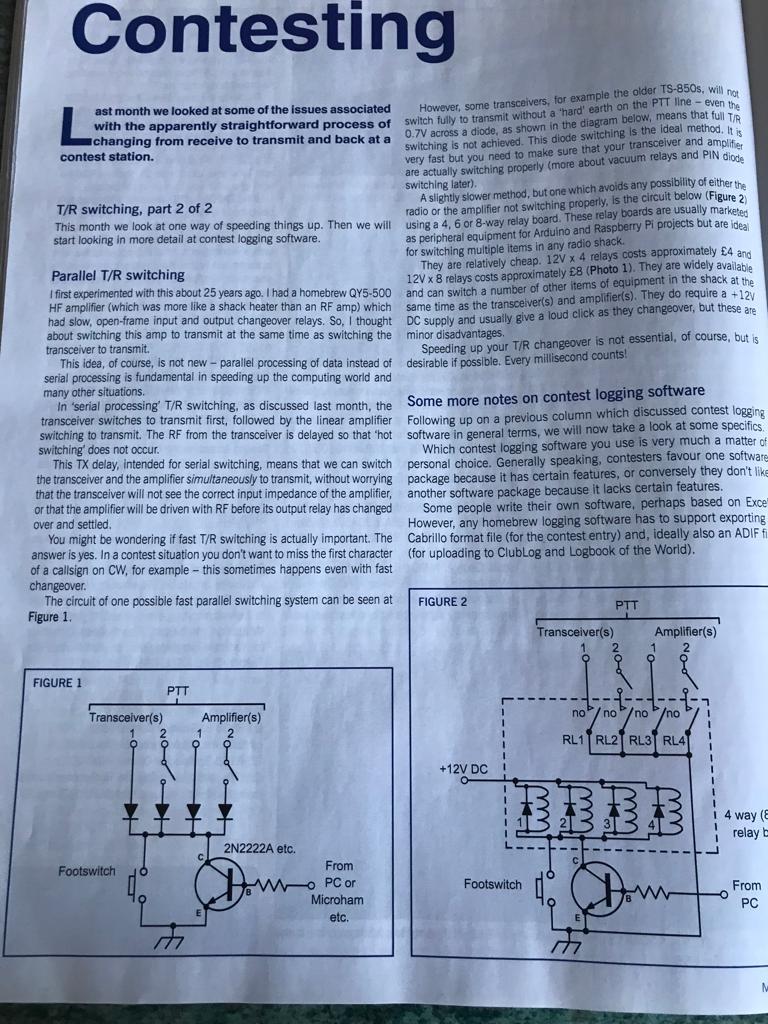 Contesting
Last month we looked at some of the issues associated
with the apparently straightforward process of
changing from receive to transmit and back at a
contest station.
T/R switching, part 2 of 2
This month we look at one way of speeding things up. Then we will
start looking in more detail at contest logging software.
Parallel T/R switching
I first experimented with this about 25 years ago. I had a homebrew QY5-500
HF amplifier (which was more like a shack heater than an RF amp) which
had slow, open-frame input and output changeover relays. So, I thought
about switching this amp to transmit at the same time as switching the
transceiver to transmit.
This idea, of course, is not new – parallel processing of data instead of
serial processing is fundamental in speeding up the computing world and
many other situations.
In 'serial processing' T/R switching, as discussed last month, the
transceiver switches to transmit first, followed by the linear amplifier
switching to transmit. The RF from the transceiver is delayed so that 'hot
switching' does not occur.
This TX delay, intended for serial switching, means that we can switch
the transceiver and the amplifier simultaneously to transmit, without worrying
that the transceiver will not see the correct input impedance of the amplifier,
or that the amplifier will be driven with RF before its output relay has changed
over and settled.
You might be wondering if fast T/R switching is actually important. The
answer is yes. In a contest situation you don't want to miss the first character
of a callsign on CW, for example – this sometimes happens even with fast
changeover.
The circuit of one possible fast parallel switching system can be seen at
Figure 1.
However, some transceivers, for example the older TS-850s, will not
switch fully to transmit without a 'hard' earth on the PTT line – even the
0.7V across a diode, as shown in the diagram below, means that full T/R
switching is not achieved. This diode switching is the ideal method. It is
very fast but you need to make sure that your transceiver and amplifier
are actually switching properly (more about vacuum relays and PIN diode
switching later).
A slightly slower method, but one which avoids any possibility of either the
radio or the amplifier not switching properly, is the circuit below (Figure 2)
using a 4, 6 or 8-way relay board. These relay boards are usually marketed
as peripheral equipment for Arduino and Raspberry Pi projects but are ideal
for switching multiple items in any radio shack.
They are relatively cheap. 12V x 4 relays costs approximately £4 and
12V x 8 relays costs approximately £8 (Photo 1). They are widely available
and can switch a number of other items of equipment in the shack at the
same time as the transceiver(s) and amplifier(s). They do require a +12V
DC supply and usually give a loud click as they changeover, but these are
minor disadvantages.
Speeding up your T/R changeover is not essential, of course, but is
desirable if possible. Every millisecond counts!
Some more notes on contest logging software
Following up on a previous column which discussed contest logging
software in general terms, we will now take a look at some specifics.
Which contest logging software you use is very much a matter of
personal choice. Generally speaking, contesters favour one software
package because it has certain features, or conversely they don't like
another software package because it lacks certain features.
Some people write their own software, perhaps based on Excel
However, any homebrew logging software has to support exporting
Cabrillo format file (for the contest entry) and, ideally also an ADIF fi
(for uploading to ClubLog and Logbook of the World).
FIGURE 1
PTT
Transceiver(s) Amplifier(s)
1 2 1 2
2N2222A etc.
Footswitch
C
B
E
From
PC or
Microham
etc.
FIGURE 2
PTT
Transceiver(s) Amplifier(s)
1 2 1 2
no no no no
RL1 RL2 RL3 RL4
+12V DC
1 2 3 4
4 way (8
relay b
Footswitch
C
B
E
From
PC
M